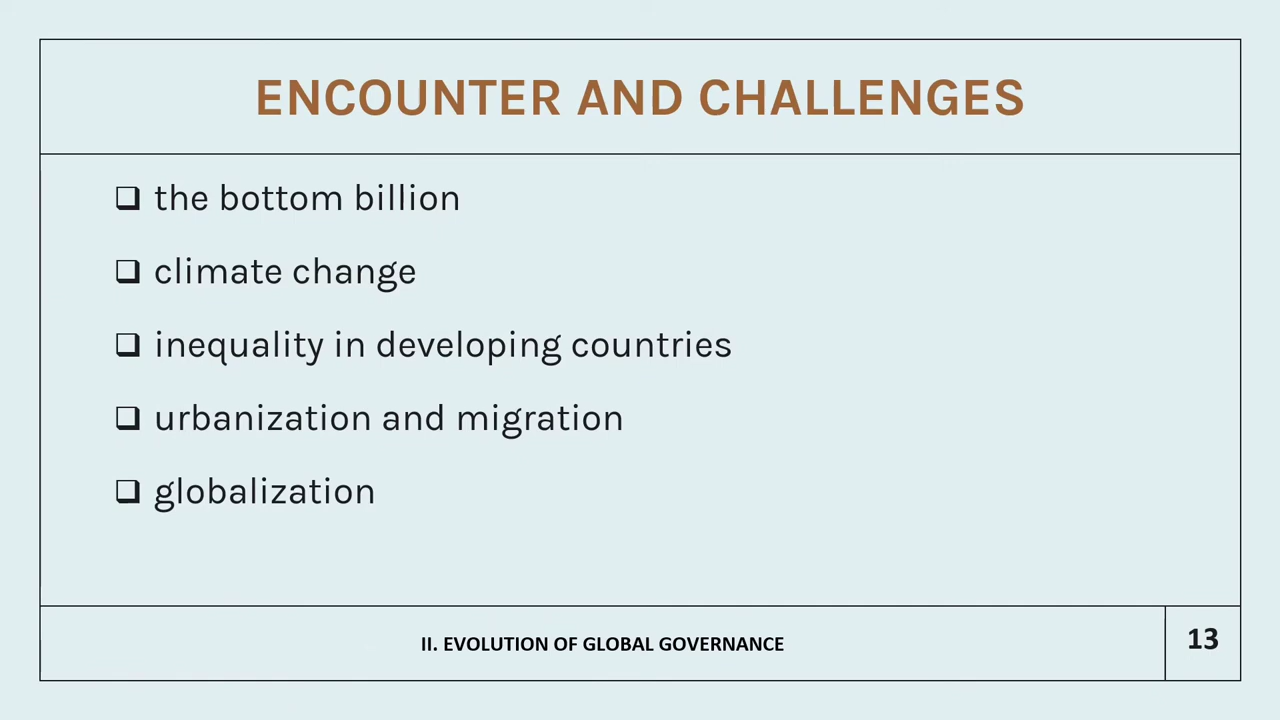 ENCOUNTER AND CHALLENGES
❑ the bottom billion
❑ climate change
❑ inequality in developing countries
❑ urbanization and migration
❑ globalization
II. EVOLUTION OF GLOBAL GOVERNANCE
13